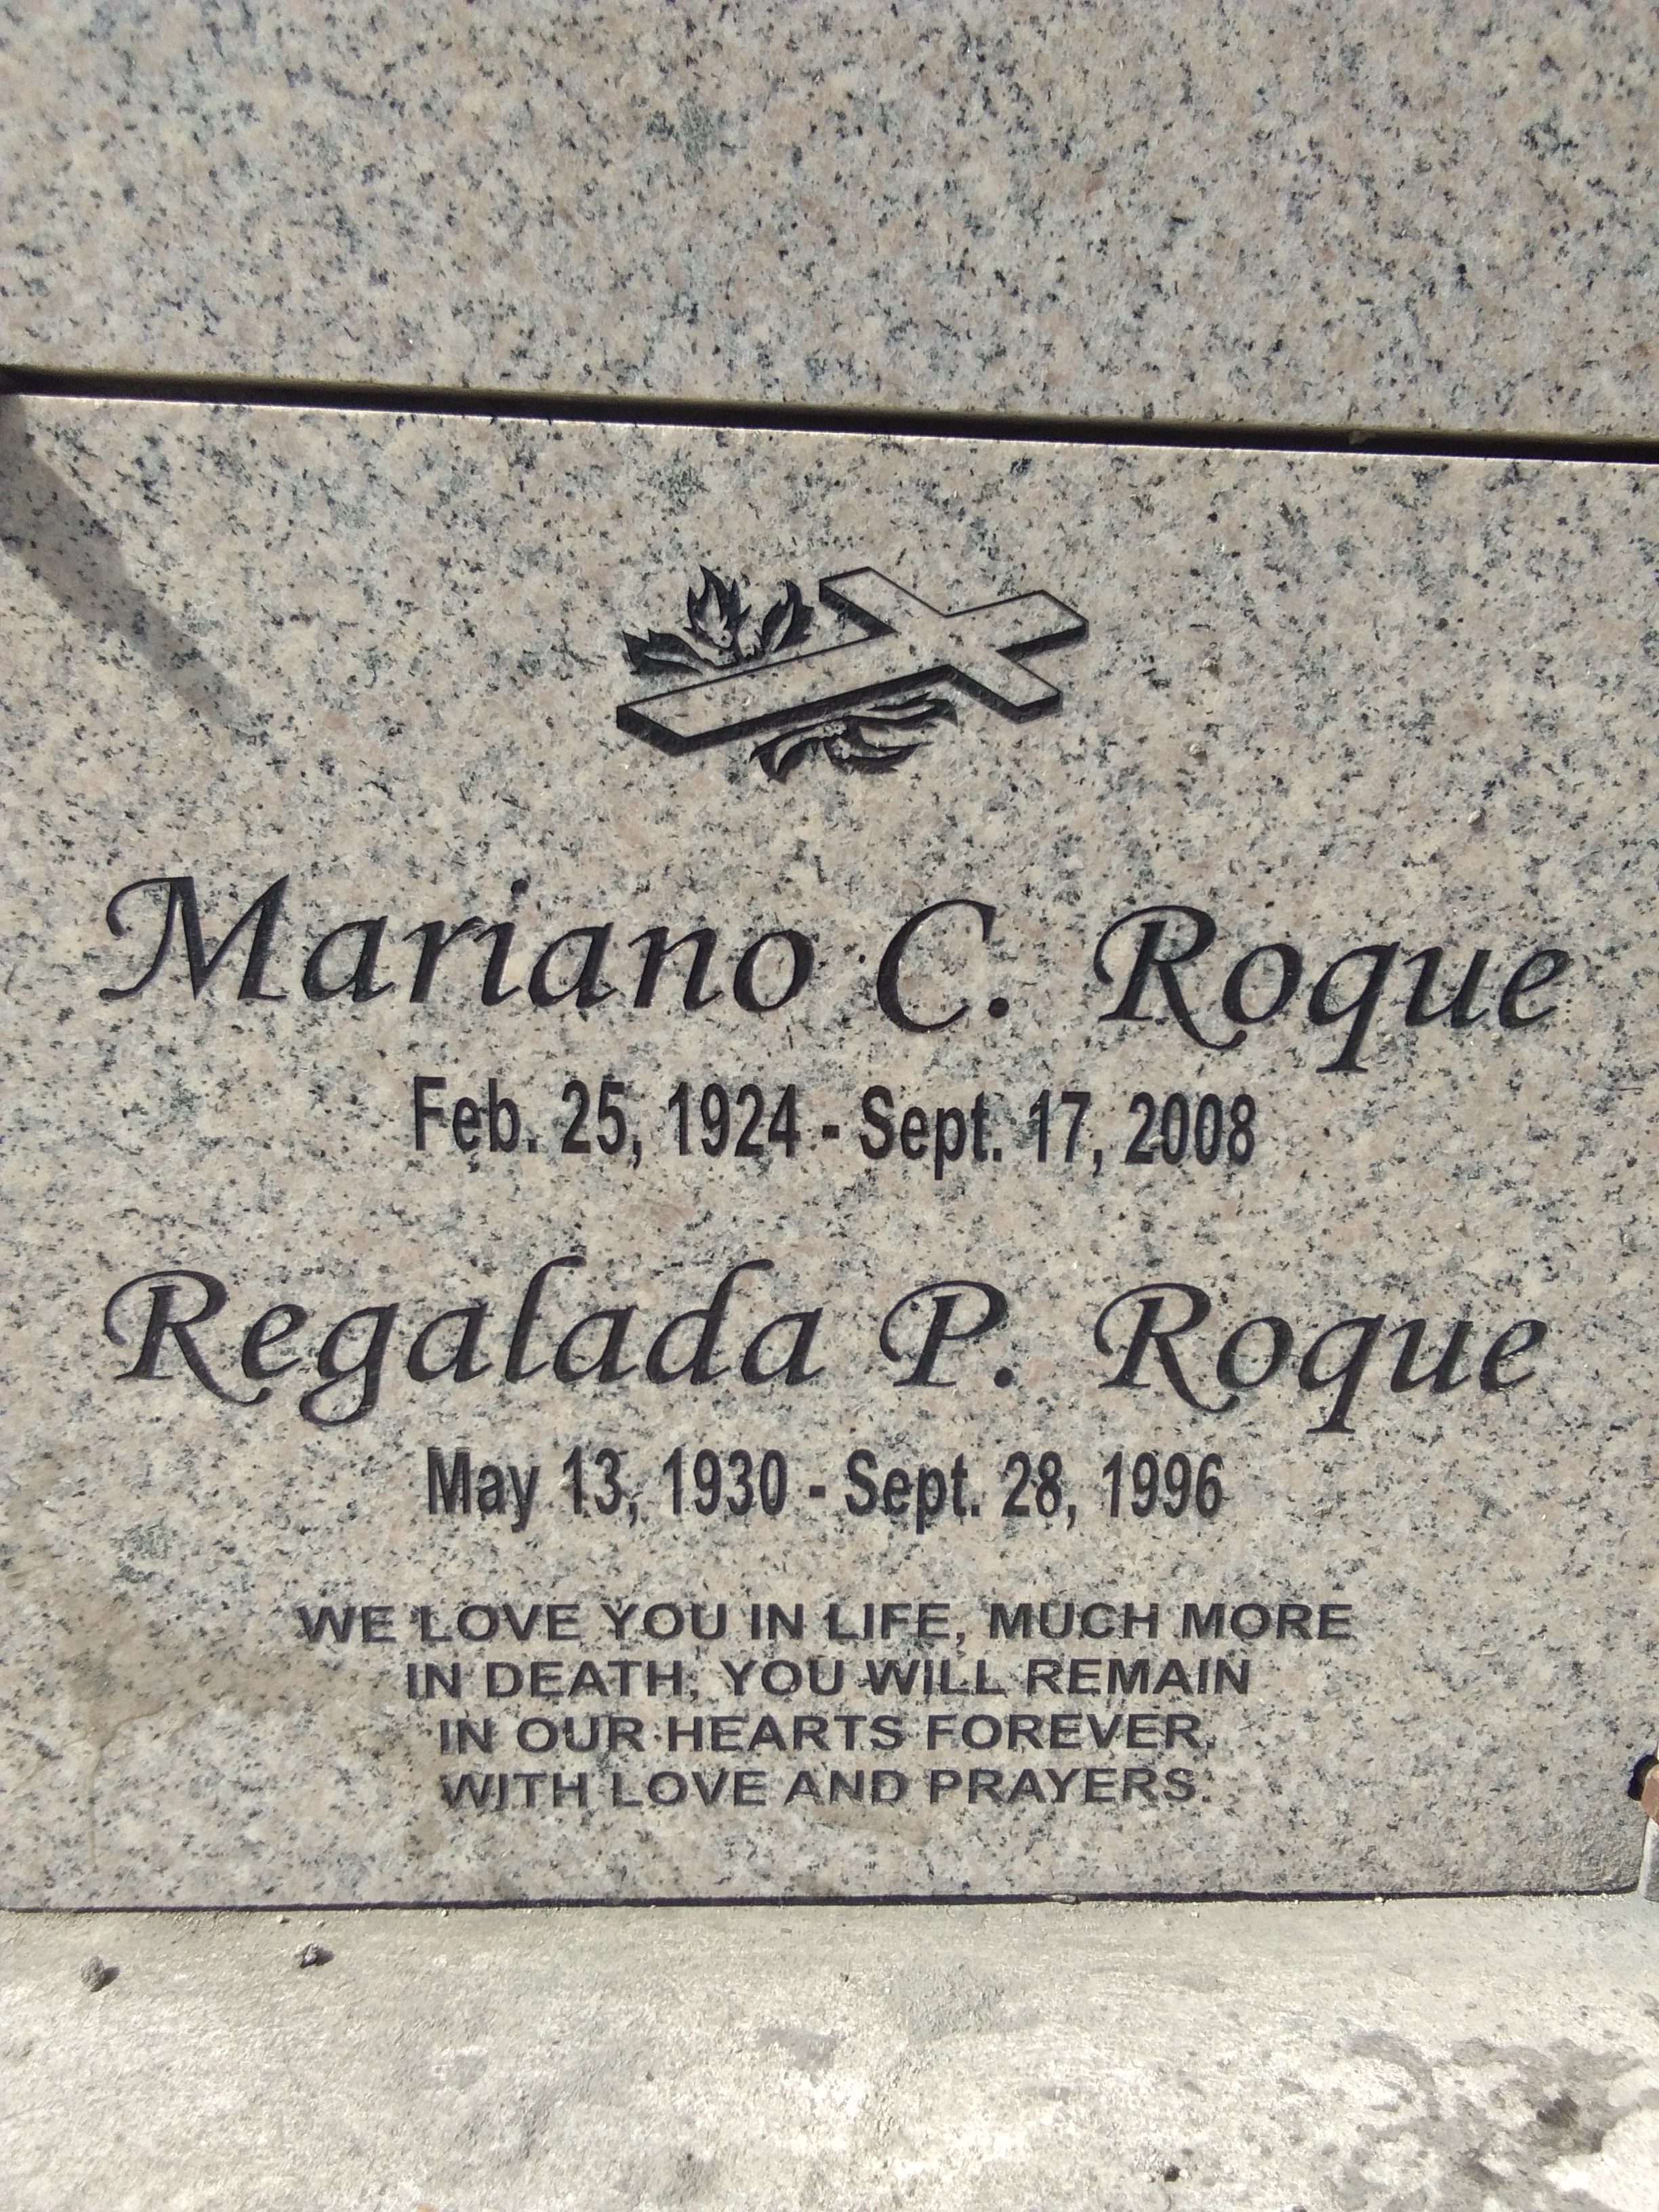 Mariano C. Roque
Feb. 25, 1924 - Sept. 17, 2008
Regalada P. Roque
May 13, 1930 - Sept. 28, 1996
WE LOVE YOU IN LIFE, MUCH MORE
IN DEATH, YOU WILL REMAIN
IN OUR HEARTS FOREVER.
WITH LOVE AND PRAYERS.